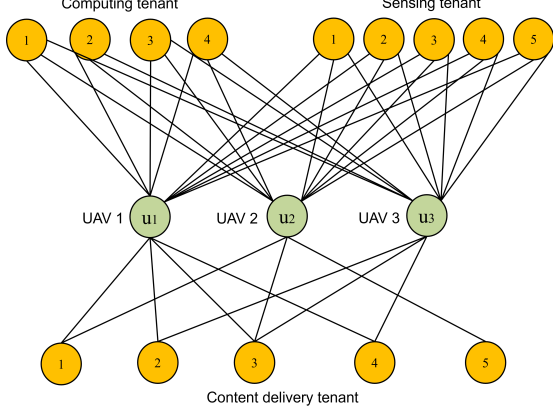 Computing tenant
Sensing tenant
1 2 3 4 1 2 3 4 5
UAV 1 u1 UAV 2 u2 UAV 3 u3
1 2 3 4 5
Content delivery tenant